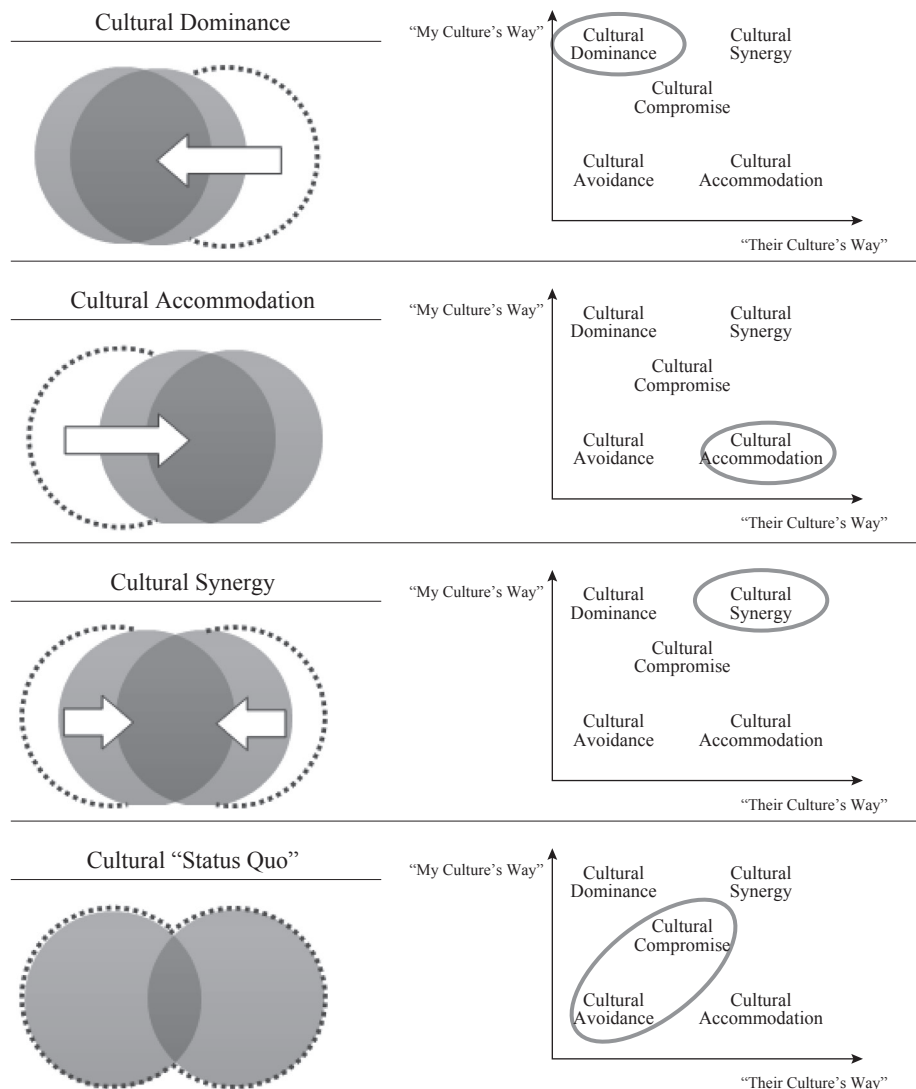 Cultural Dominance
“My Culture’s Way”
Cultural
Dominance
Cultural
Synergy
Cultural
Compromise
Cultural
Avoidance
Cultural
Accommodation
“Their Culture’s Way”
Cultural Accommodation
“My Culture’s Way”
Cultural
Dominance
Cultural
Synergy
Cultural
Compromise
Cultural
Avoidance
Cultural
Accommodation
“Their Culture’s Way”
Cultural Synergy
“My Culture’s Way”
Cultural
Dominance
Cultural
Synergy
Cultural
Compromise
Cultural
Avoidance
Cultural
Accommodation
“Their Culture’s Way”
Cultural “Status Quo”
“My Culture’s Way”
Cultural
Dominance
Cultural
Synergy
Cultural
Compromise
Cultural
Avoidance
Cultural
Accommodation
“Their Culture’s Way”